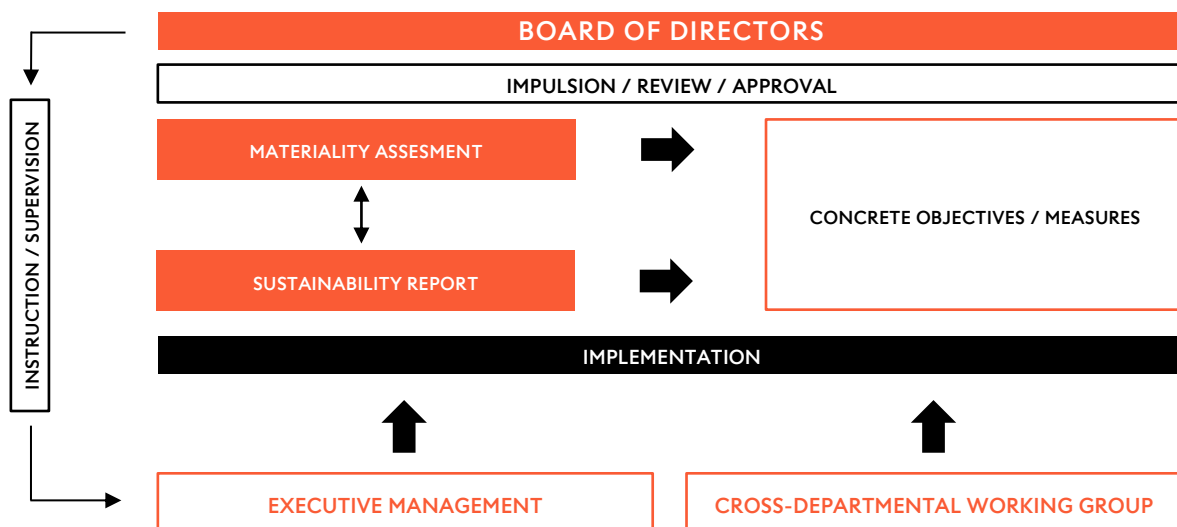 BOARD OF DIRECTORS
IMPULSION / REVIEW / APPROVAL
INSTRUCTION / SUPERVISION
MATERIALITY ASSESMENT
CONCRETE OBJECTIVES / MEASURES
SUSTAINABILITY REPORT
IMPLEMENTATION
EXECUTIVE MANAGEMENT
CROSS-DEPARTMENTAL WORKING GROUP